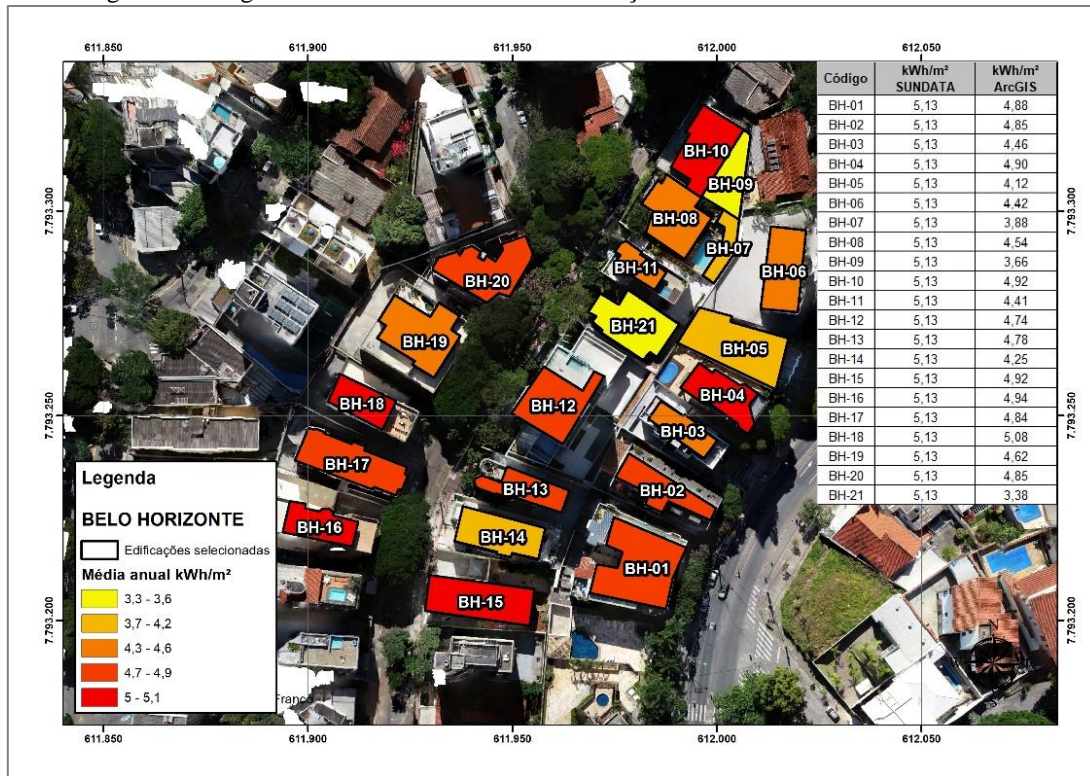 611.850 611.900 611.950 612.000 612.050
Código kWh/m² SUNDATA kWh/m² ArcGIS
BH-01 5,13 4,88
BH-02 5,13 4,85
BH-03 5,13 4,46
BH-04 5,13 4,90
BH-05 5,13 4,12
BH-06 5,13 4,42
BH-07 5,13 3,88
BH-08 5,13 4,54
BH-09 5,13 3,66
BH-10 5,13 4,92
BH-11 5,13 4,41
BH-12 5,13 4,74
BH-13 5,13 4,78
BH-14 5,13 4,25
BH-15 5,13 4,92
BH-16 5,13 4,94
BH-17 5,13 4,84
BH-18 5,13 5,08
BH-19 5,13 4,62
BH-20 5,13 4,85
BH-21 5,13 3,38
7.793.300
7.793.300
7.793.250
7.793.250
7.793.200
7.793.200
BH-10
BH-09
BH-08
BH-07
BH-11
BH-06
BH-20
BH-21
BH-19
BH-05
BH-18
BH-12
BH-04
BH-03
BH-17
BH-13
BH-02
BH-16
BH-14
BH-01
BH-15
Legenda
BELO HORIZONTE
Edificações selecionadas
Média anual kWh/m²
3,3 - 3,6
3,7 - 4,2
4,3 - 4,6
4,7 - 4,9
5 - 5,1
611.850 611.900 611.950 612.000 612.050